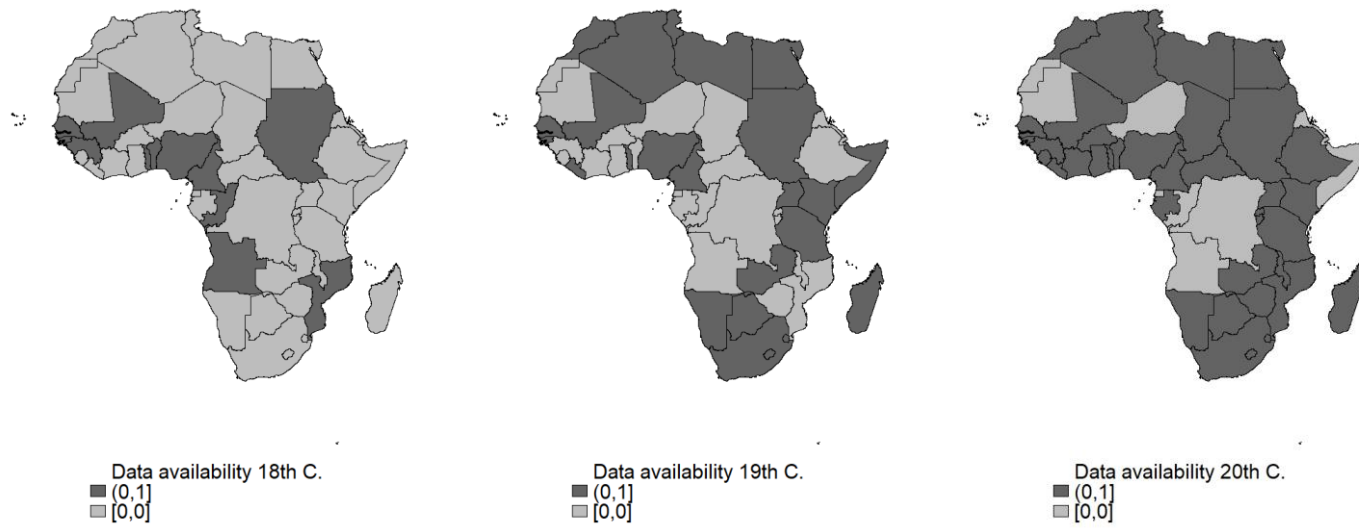 Data availability 18th C.
(0,1]
[0,0]
Data availability 19th C.
(0,1]
[0,0]
Data availability 20th C.
(0,1]
[0,0]